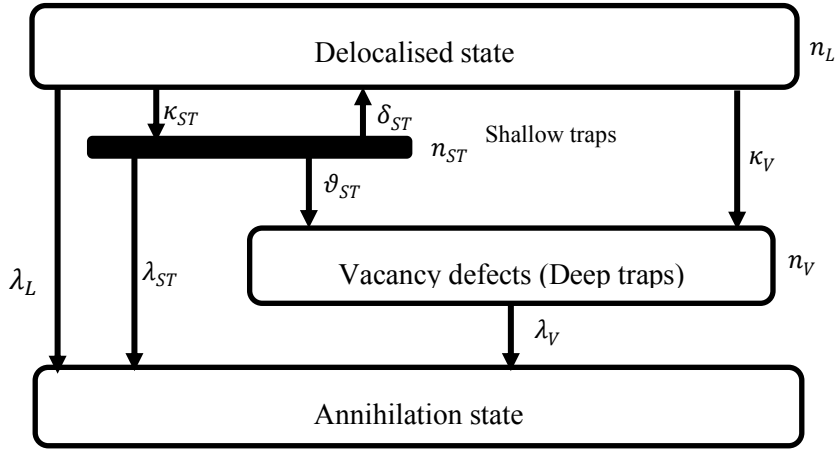 Delocalised state
n_L
κ_ST
δ_ST
Shallow traps
n_ST
κ_V
ϑ_ST
λ_L
λ_ST
Vacancy defects (Deep traps)
n_V
λ_V
Annihilation state